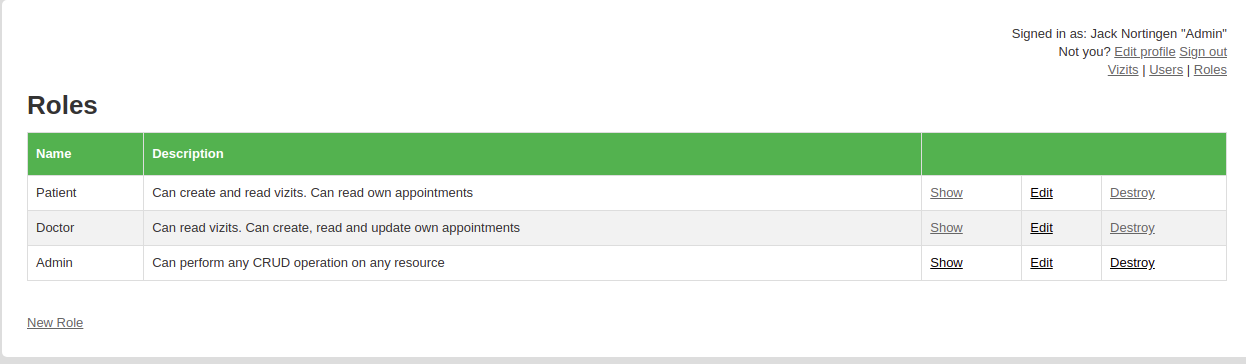 Signed in as: Jack Nortingen "Admin"
Not you? Edit profile Sign out
Vizits | Users | Roles
Roles
Name Description
Patient Can create and read vizits. Can read own appointments Show Edit Destroy
Doctor Can read vizits. Can create, read and update own appointments Show Edit Destroy
Admin Can perform any CRUD operation on any resource Show Edit Destroy
New Role